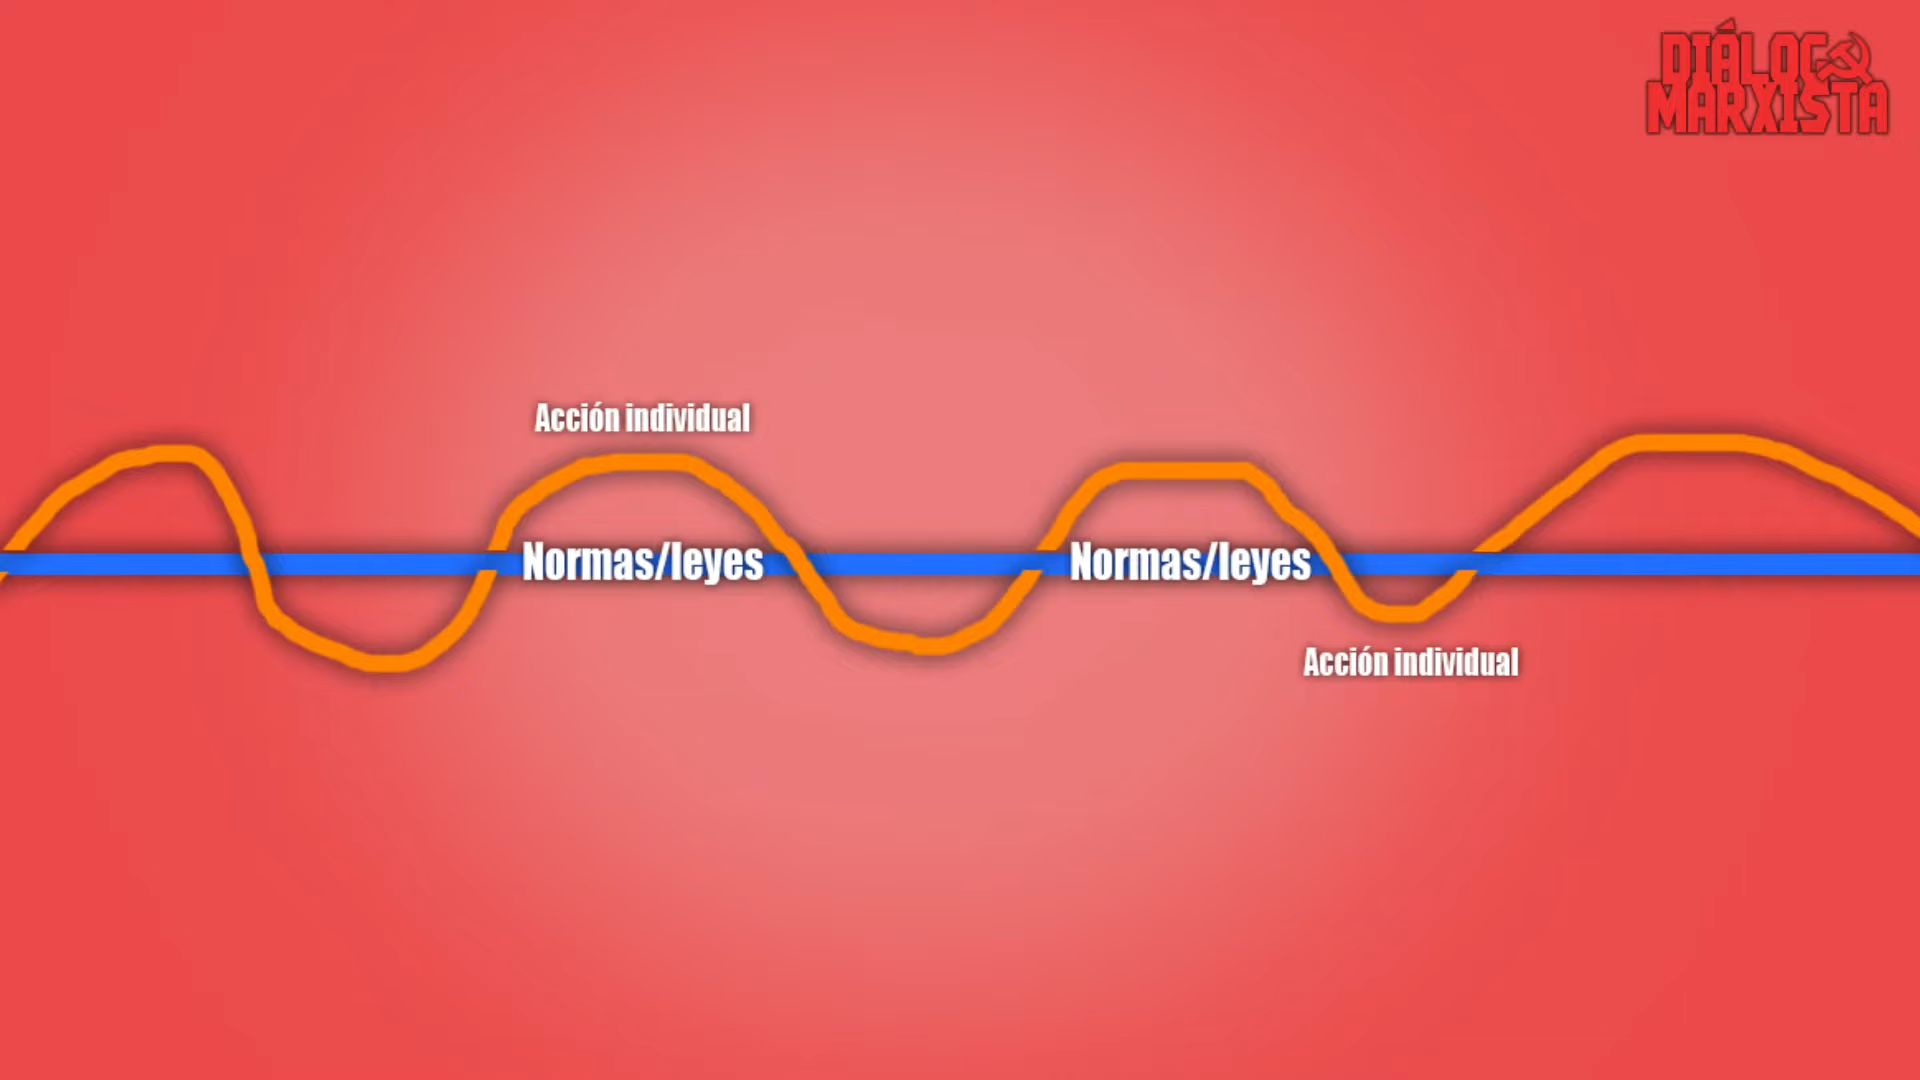 DIÁLOGO
MARXISTA
Acción individual
Normas/leyes
Normas/leyes
Acción individual